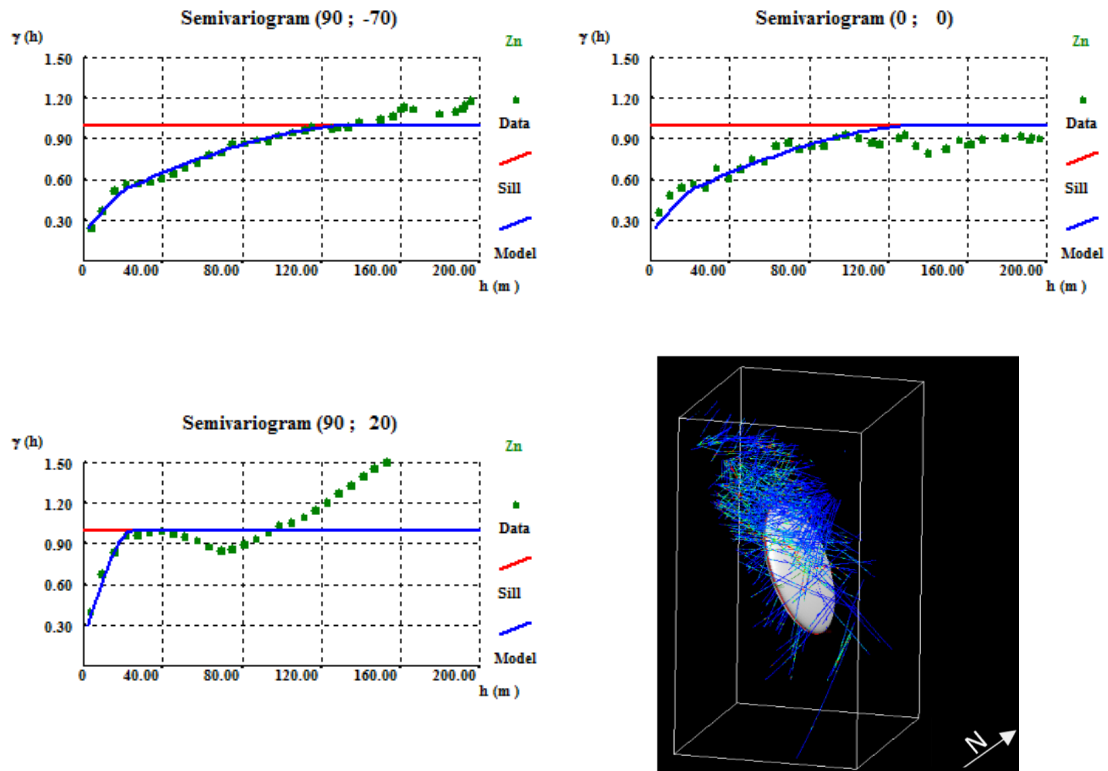 Semivariogram (90 ; -70)
γ (h)
Zn
1.50
1.20
0.90
0.60
0.30
Data
Sill
Model
0 40.00 80.00 120.00 160.00 200.00
h (m )
Semivariogram (0 ; 0)
γ (h)
Zn
1.50
1.20
0.90
0.60
0.30
Data
Sill
Model
0 40.00 80.00 120.00 160.00 200.00
h (m )
Semivariogram (90 ; 20)
γ (h)
Zn
1.50
1.20
0.90
0.60
0.30
Data
Sill
Model
0 40.00 80.00 120.00 160.00 200.00
h (m )
N